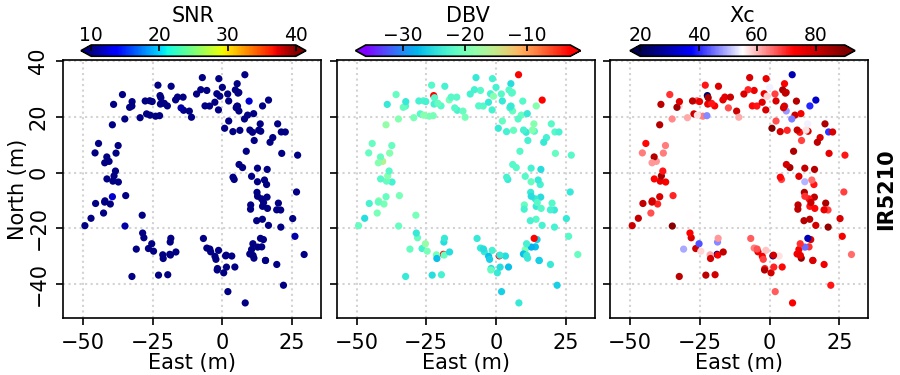 SNR DBV Xc
10 20 30 40 −30 −20 −10 20 40 60 80
40
20
0
−20
−40
North (m)
−50 −25 0 25 −50 −25 0 25 −50 −25 0 25
East (m) East (m) East (m)
IR5210